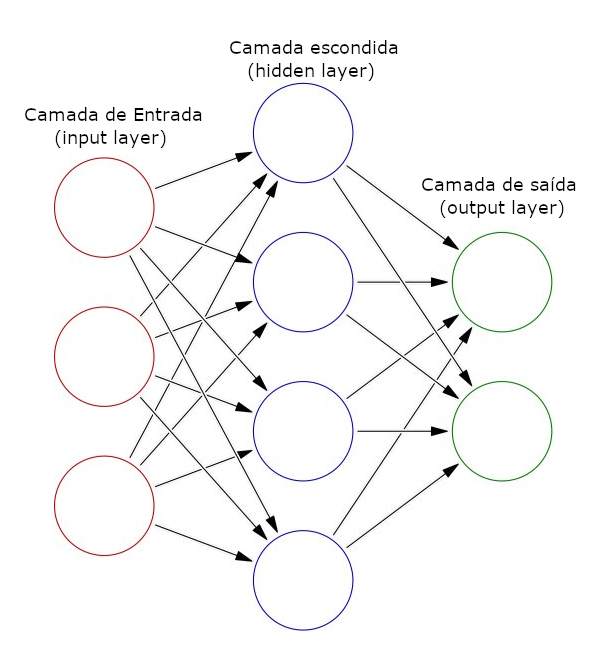 Camada de Entrada
(input layer)
Camada escondida
(hidden layer)
Camada de saída
(output layer)